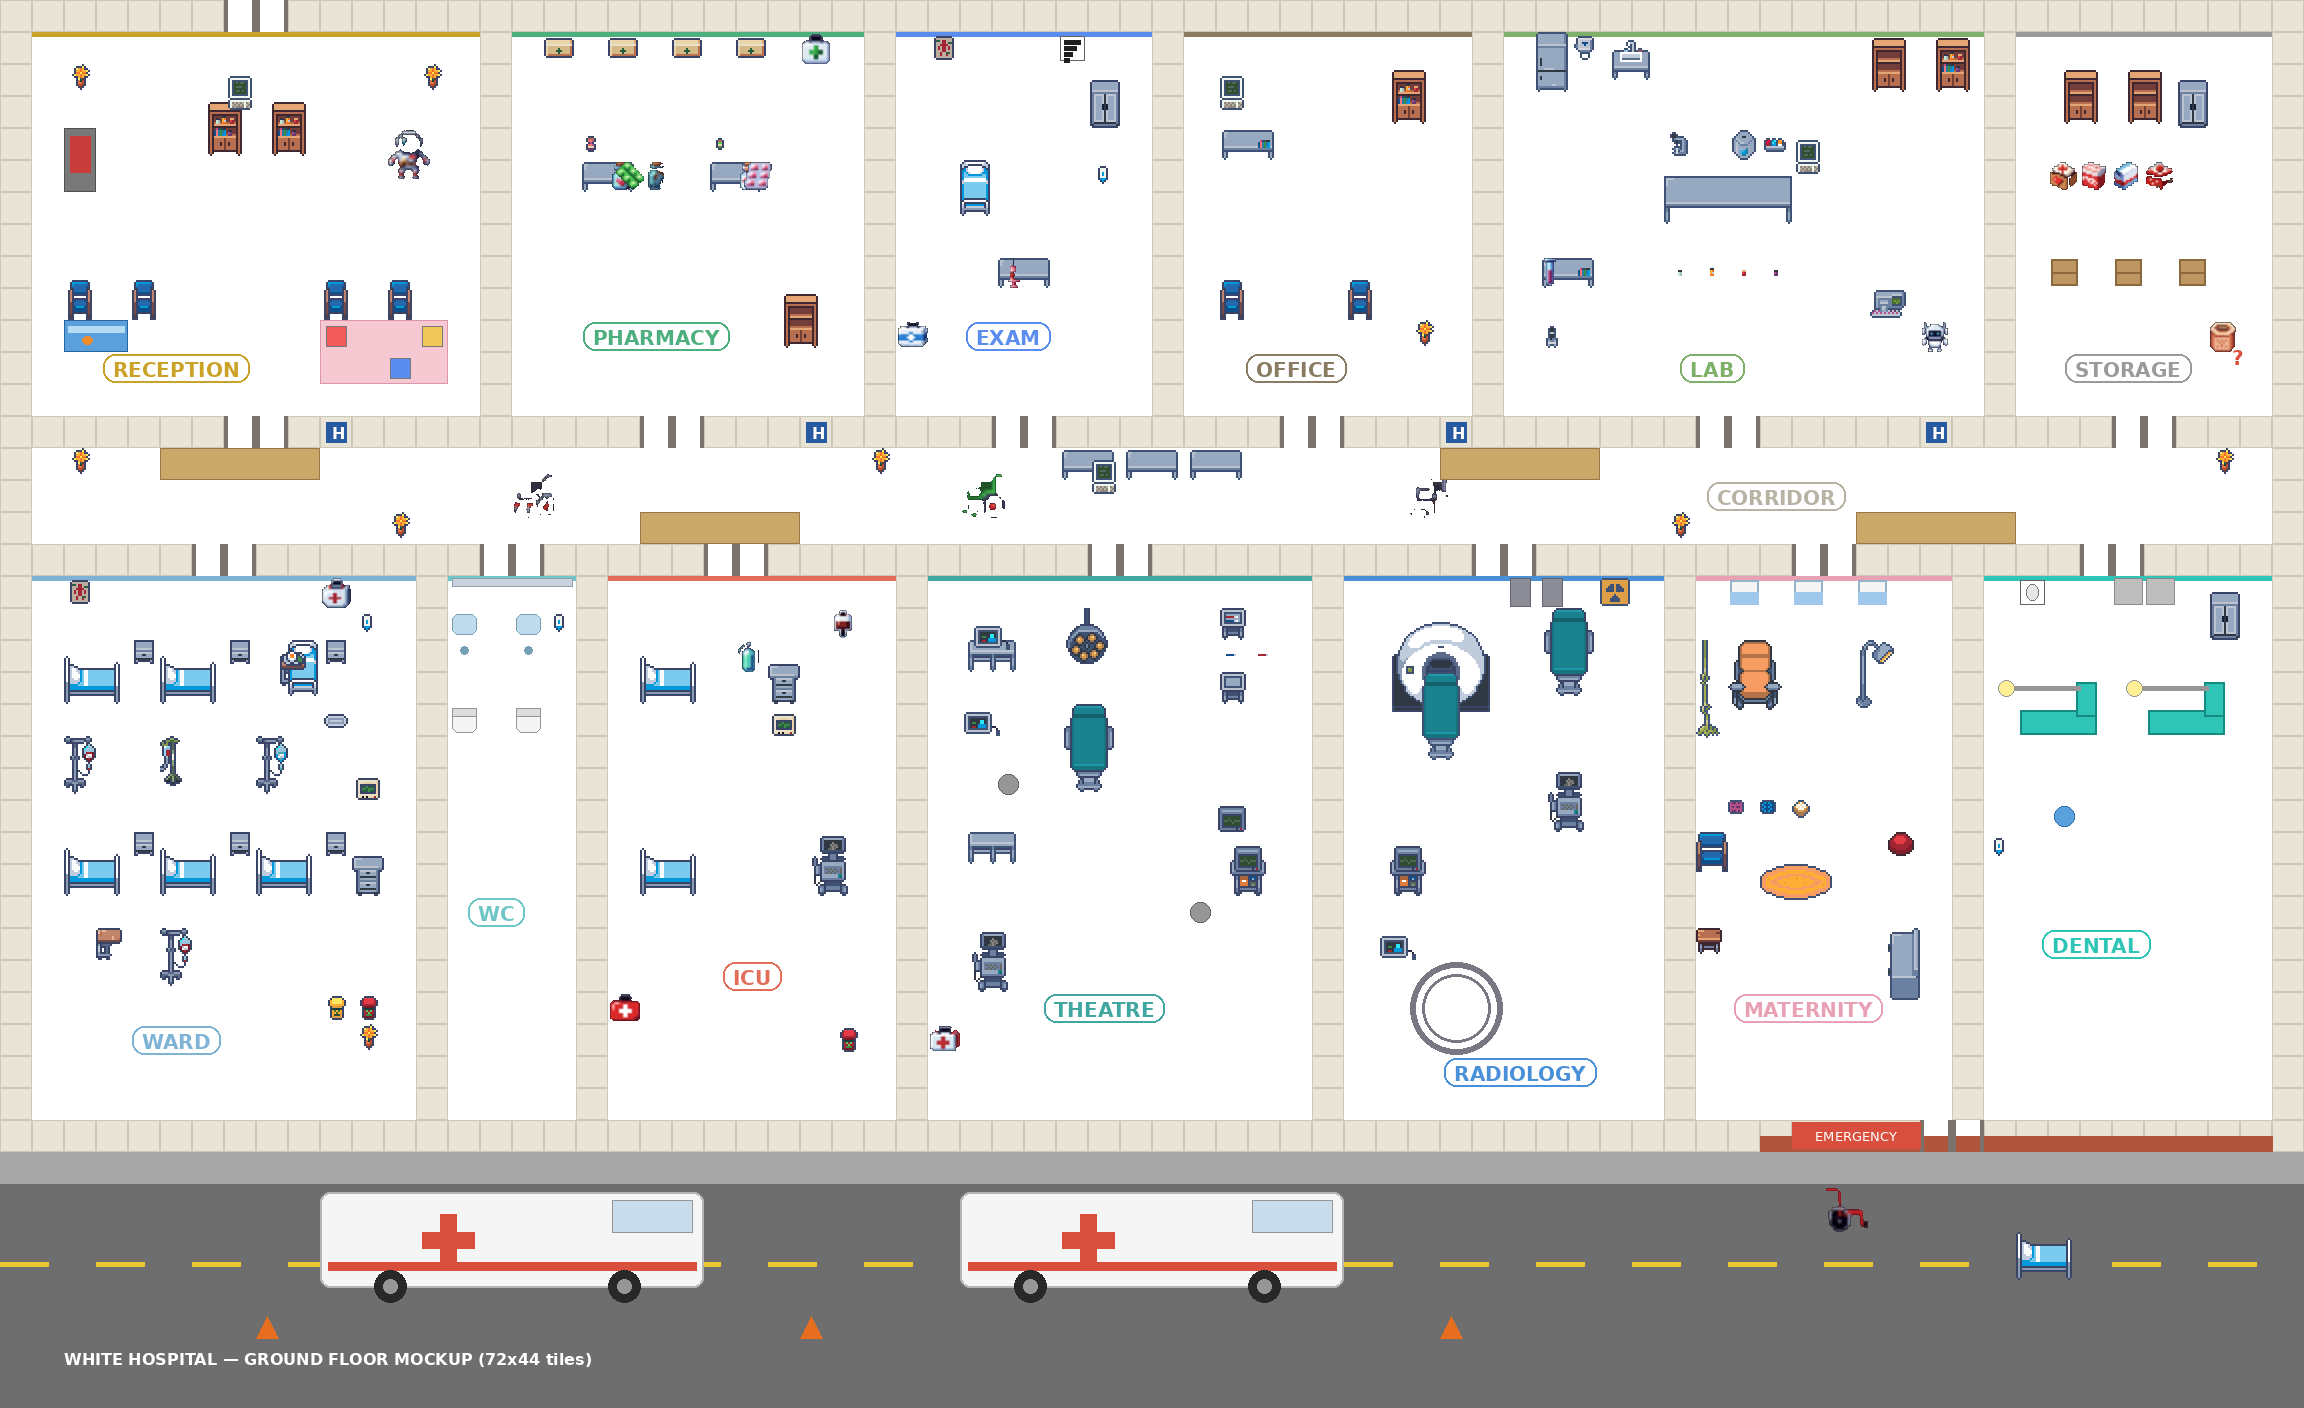 RECEPTION
PHARMACY
EXAM
OFFICE
LAB
STORAGE
?
H
H
H
H
CORRIDOR
WARD
WC
ICU
THEATRE
RADIOLOGY
MATERNITY
DENTAL
EMERGENCY
WHITE HOSPITAL — GROUND FLOOR MOCKUP (72x44 tiles)